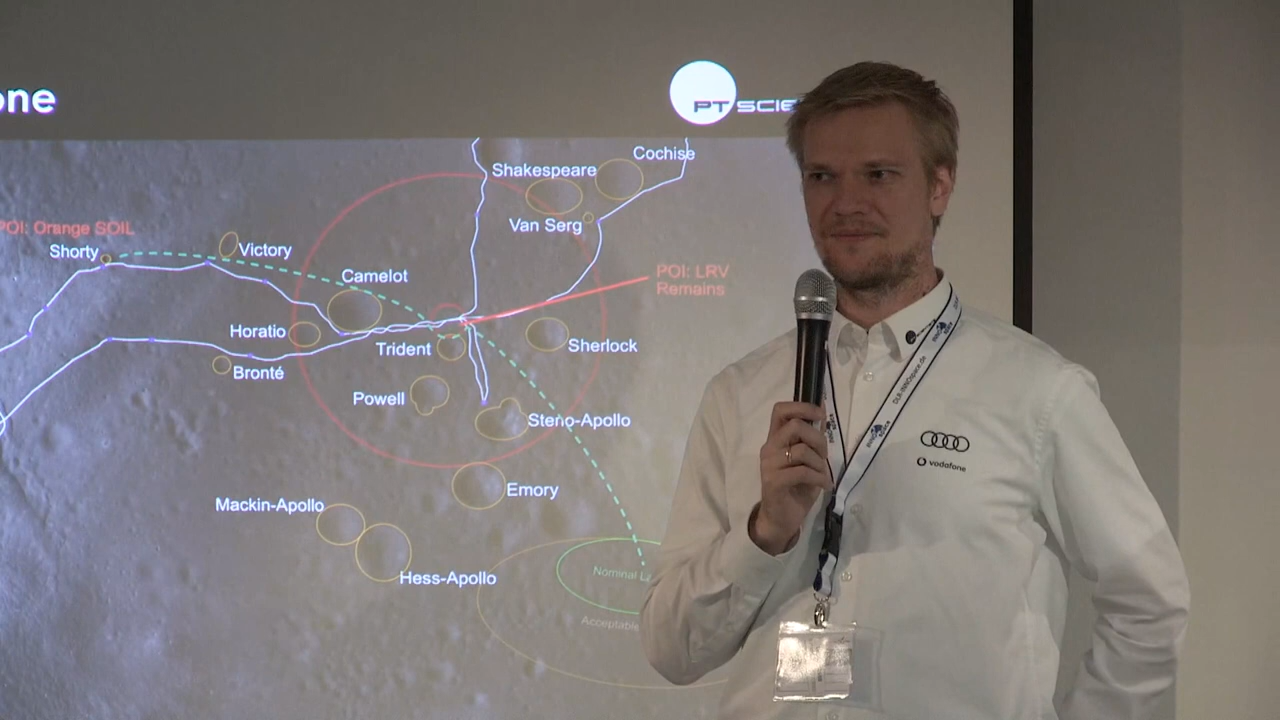 one
PT SCIE
Cochise
Shakespeare
Van Serg
POI: Orange SOIL
Shorty
Victory
Camelot
POI: LRV
Remains
Horatio
Trident
Sherlock
Bronté
Powell
Steno-Apollo
Emory
Mackin-Apollo
Hess-Apollo
Nominal
Acceptable
vodafone